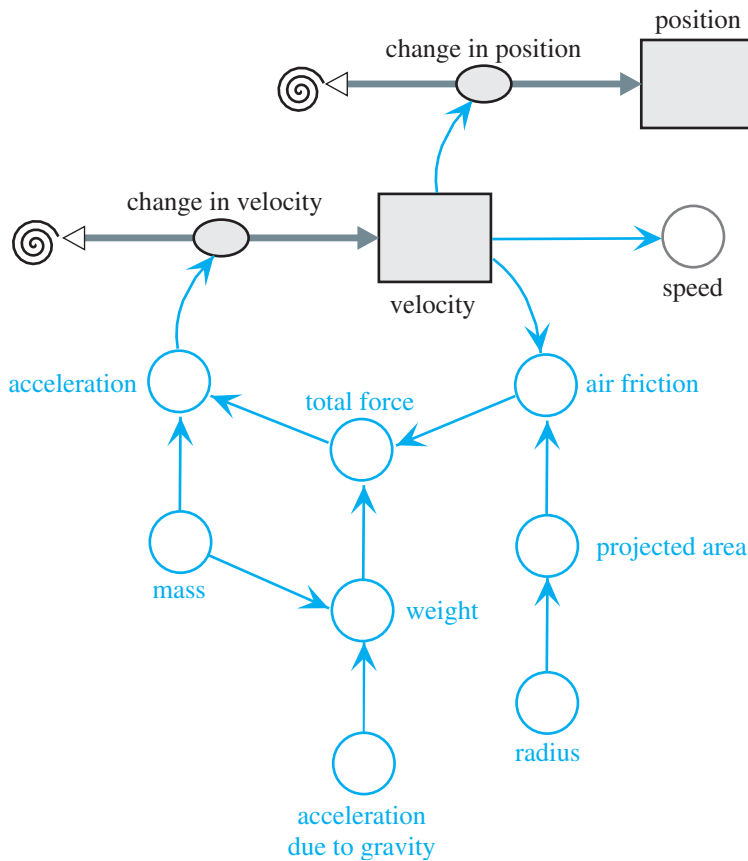 position
change in position
change in velocity
velocity
speed
acceleration
total force
air friction
mass
weight
projected area
radius
acceleration
due to gravity